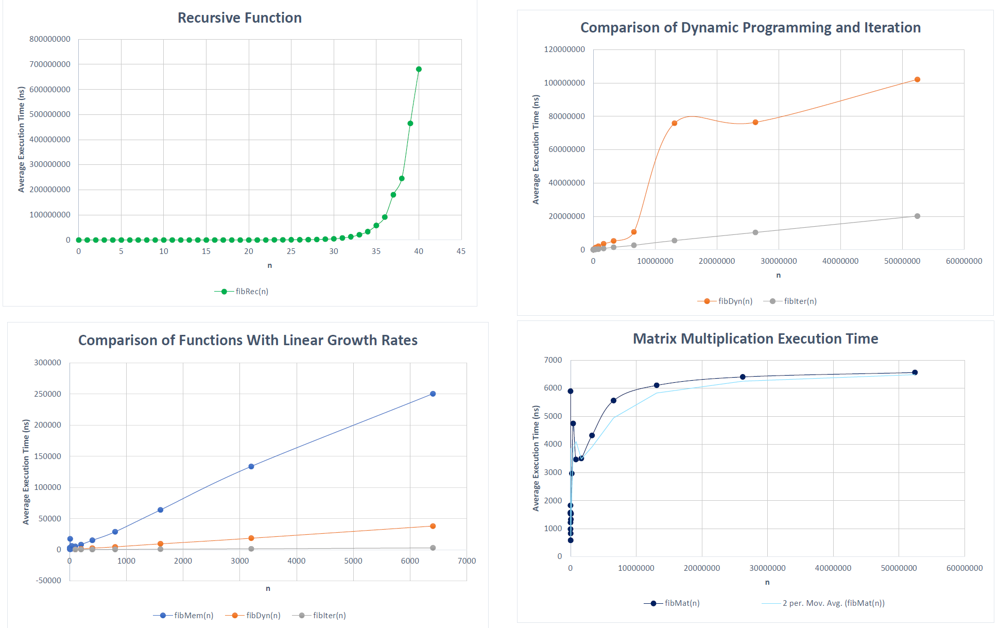 Recursive Function
Average Execution Time (ns)
800000000
700000000
600000000
500000000
400000000
300000000
200000000
100000000
0
0 5 10 15 20 25 30 35 40 45
n
fibRec(n)
Comparison of Dynamic Programming and Iteration
Average Excecution Time (ns)
120000000
100000000
80000000
60000000
40000000
20000000
0
0 10000000 20000000 30000000 40000000 50000000 60000000
n
fibDyn(n) fibIter(n)
Comparison of Functions With Linear Growth Rates
Average Execution Time (ns)
300000
250000
200000
150000
100000
50000
0
-50000
0 1000 2000 3000 4000 5000 6000 7000
n
fibMem(n) fibDyn(n) fibIter(n)
Matrix Multiplication Execution Time
Average Execution Time (ns)
7000
6000
5000
4000
3000
2000
1000
0
0 10000000 20000000 30000000 40000000 50000000 60000000
n
fibMat(n) 2 per. Mov. Avg. (fibMat(n))